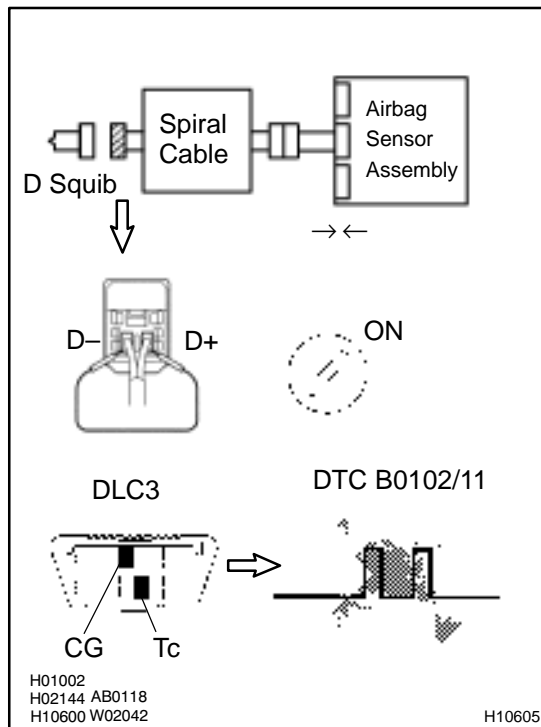 Spiral
Cable
Airbag
Sensor
Assembly
D Squib
D– D+
ON
DLC3
DTC B0102/11
CG Tc
H01002
H02144 AB0118
H10600 W02042
H10605